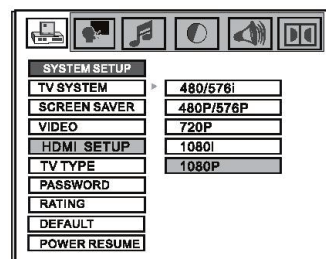 SYSTEM SETUP
TV SYSTEM
SCREEN SAVER
VIDEO
HDMI SETUP
TV TYPE
PASSWORD
RATING
DEFAULT
POWER RESUME
480/576i
480P/576P
720P
1080I
1080P